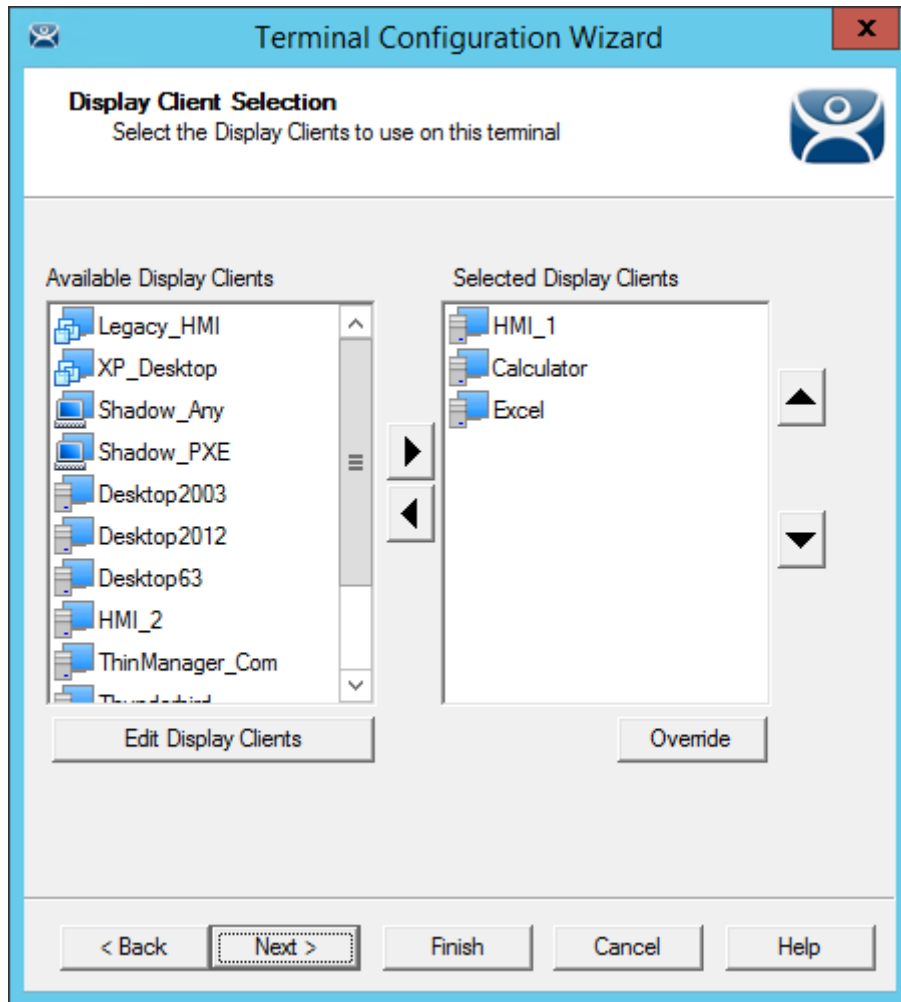 Terminal Configuration Wizard
x
Display Client Selection
Select the Display Clients to use on this terminal
Available Display Clients
Legacy_HMI
XP_Desktop
Shadow_Any
Shadow_PXE
Desktop2003
Desktop2012
Desktop63
HMI_2
ThinManager_Com
Selected Display Clients
HMI_1
Calculator
Excel
Edit Display Clients
Override
< Back
Next >
Finish
Cancel
Help